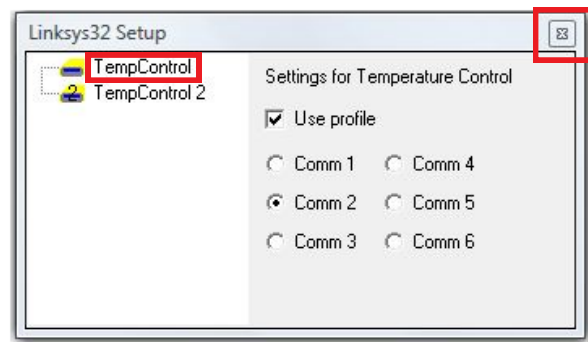 Linksys32 Setup
TempControl
2 TempControl 2
Settings for Temperature Control
Use profile
Comm 1 Comm 4
Comm 2 Comm 5
Comm 3 Comm 6